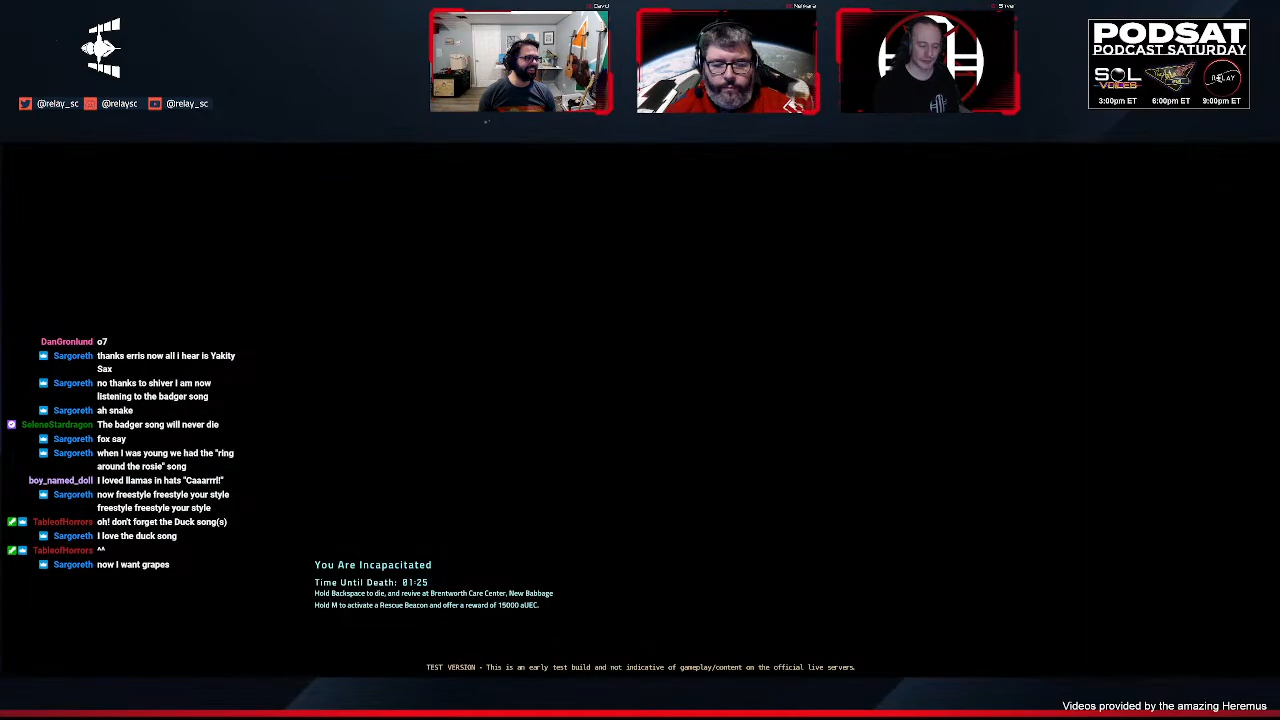 @relay_sc @relaysc @relay_sc
PODSAT
PODCAST SATURDAY
SOL
VOICES
RELAY
3:00pm ET 6:00pm ET 9:00pm ET
DanGronlund o7
Sargoreth thanks erris now all i hear is Yakity
Sax
Sargoreth no thanks to shiver I am now
listening to the badger song
Sargoreth ah snake
SeleneStardragon The badger song will never die
Sargoreth fox say
Sargoreth when I was young we had the "ring
around the rosie" song
boy_named_doll I loved llamas in hats "Caaarrrl!"
Sargoreth now freestyle freestyle your style
freestyle freestyle your style
TableofHorrors oh! don't forget the Duck song(s)
Sargoreth I love the duck song
TableofHorrors ^^
Sargoreth now I want grapes
You Are Incapacitated
Time Until Death: 01:25
Hold Backspace to die, and revive at Brentworth Care Center, New Babbage
Hold M to activate a Rescue Beacon and offer a reward of 15000 aUEC.
TEST VERSION - This is an early test build and not indicative of gameplay/content on the official live servers.
Videos provided by the amazing Heremus